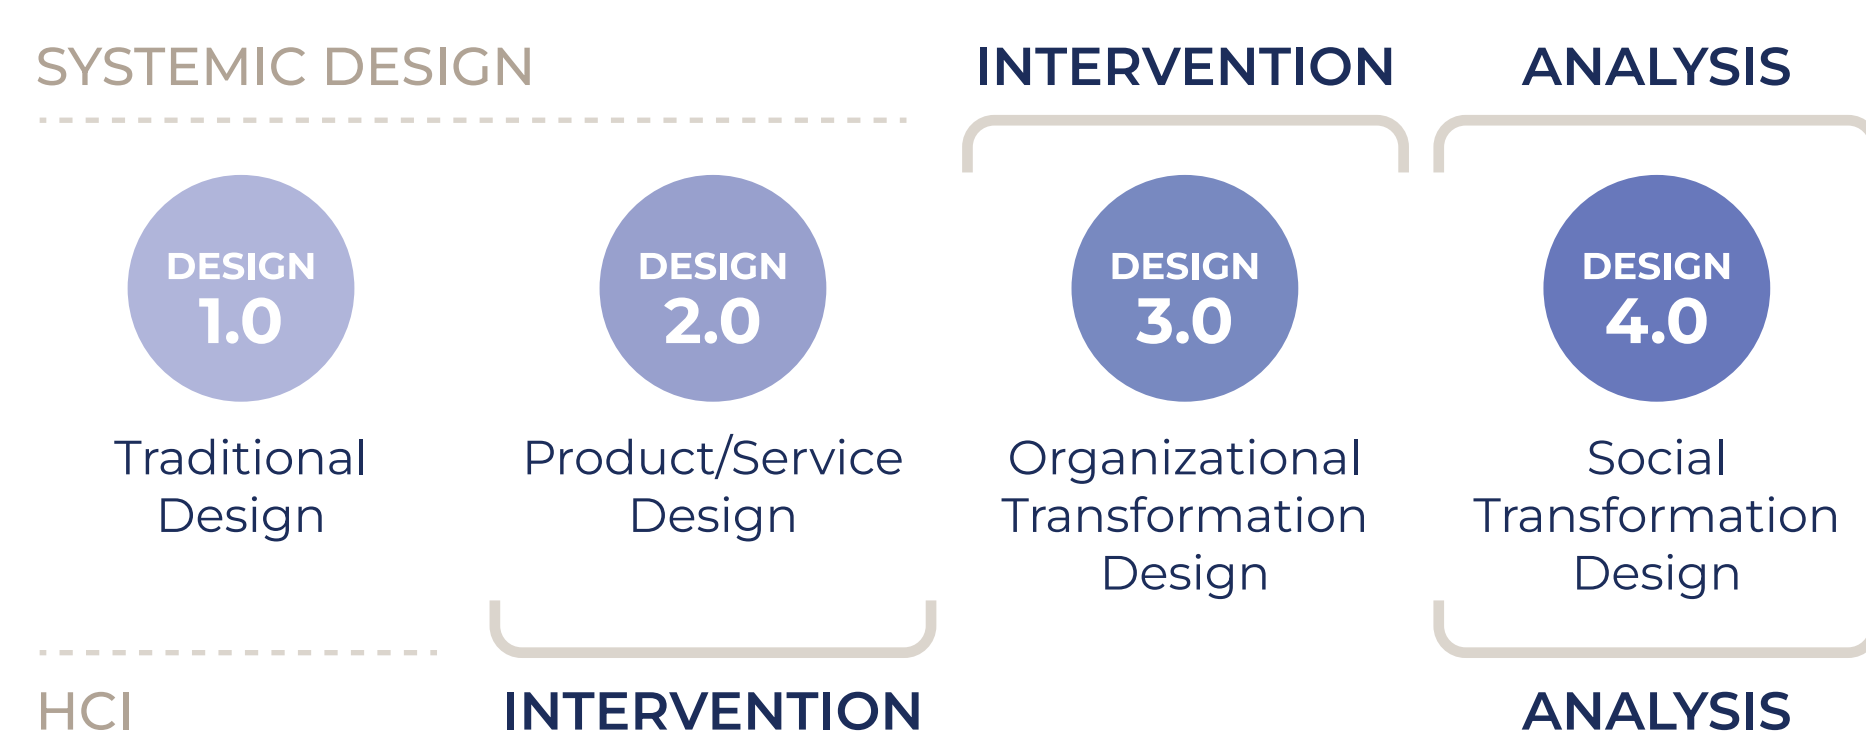 SYSTEMIC DESIGN
INTERVENTION
ANALYSIS
DESIGN
1.0
DESIGN
2.0
DESIGN
3.0
DESIGN
4.0
Traditional
Design
Product/Service
Design
Organizational
Transformation
Design
Social
Transformation
Design
HCI
INTERVENTION
ANALYSIS